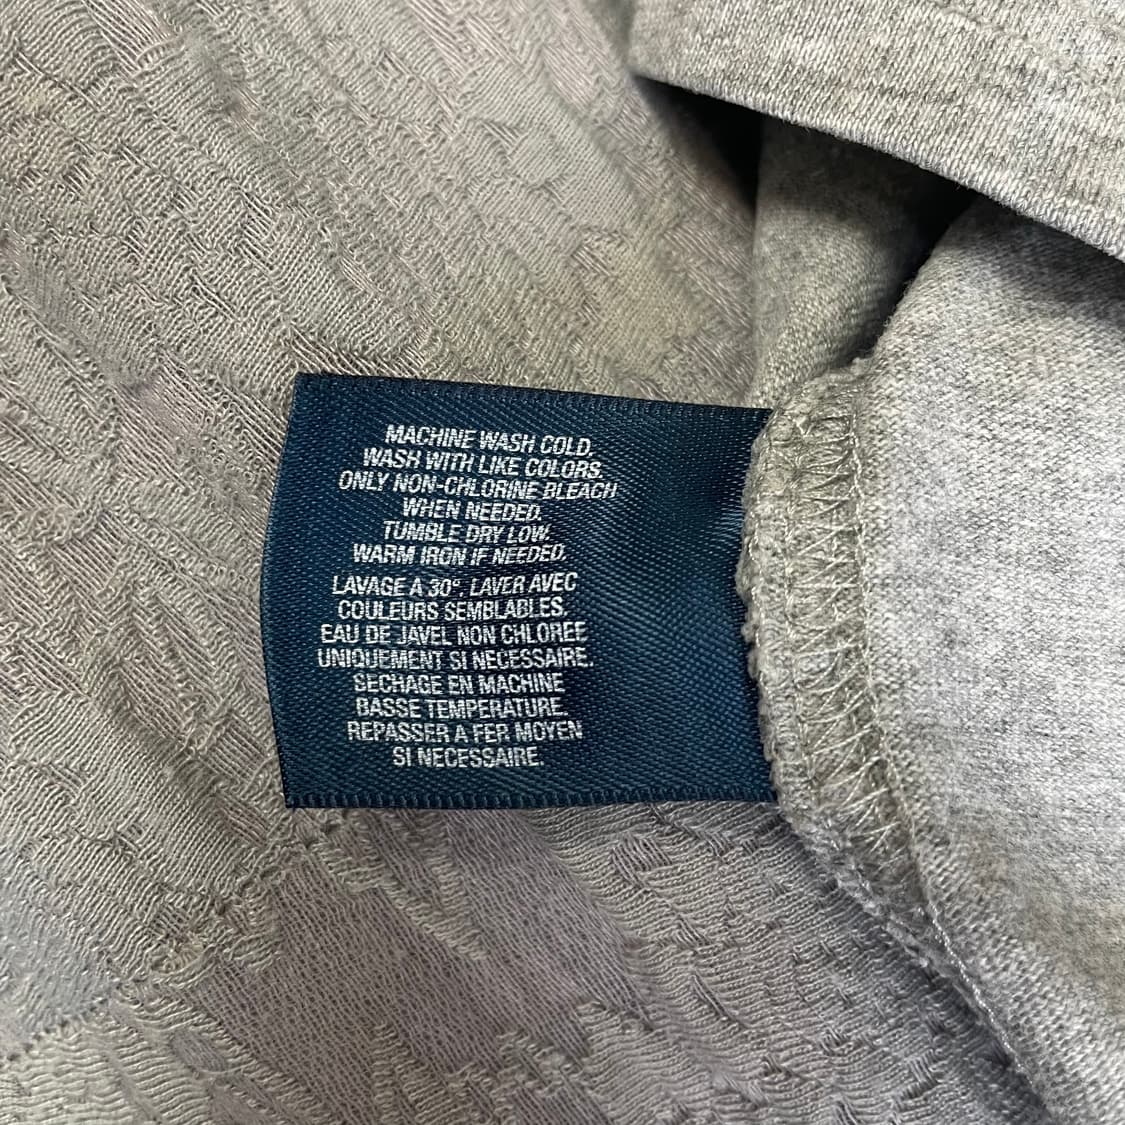 MACHINE WASH COLD.
WASH WITH LIKE COLORS.
ONLY NON-CHLORINE BLEACH
WHEN NEEDED.
TUMBLE DRY LOW.
WARM IRON IF NEEDED.
LAVAGE A 30°. LAVER AVEC
COULEURS SEMBLABLES.
EAU DE JAVEL NON CHLOREE
UNIQUEMENT SI NECESSAIRE.
SECHAGE EN MACHINE
BASSE TEMPERATURE.
REPASSER A FER MOYEN
SI NECESSAIRE.